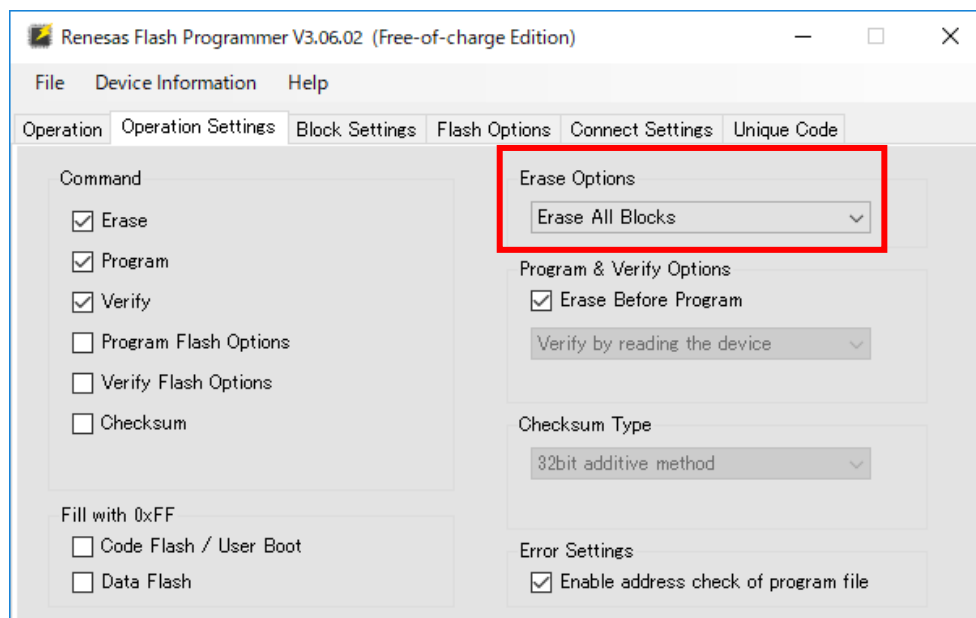 Renesas Flash Programmer V3.06.02 (Free-of-charge Edition)
File Device Information Help
Operation Operation Settings Block Settings Flash Options Connect Settings Unique Code
Command
Erase
Program
Verify
Program Flash Options
Verify Flash Options
Checksum
Fill with 0xFF
Code Flash / User Boot
Data Flash
Erase Options
Erase All Blocks
Program & Verify Options
Erase Before Program
Verify by reading the device
Checksum Type
32bit additive method
Error Settings
Enable address check of program file